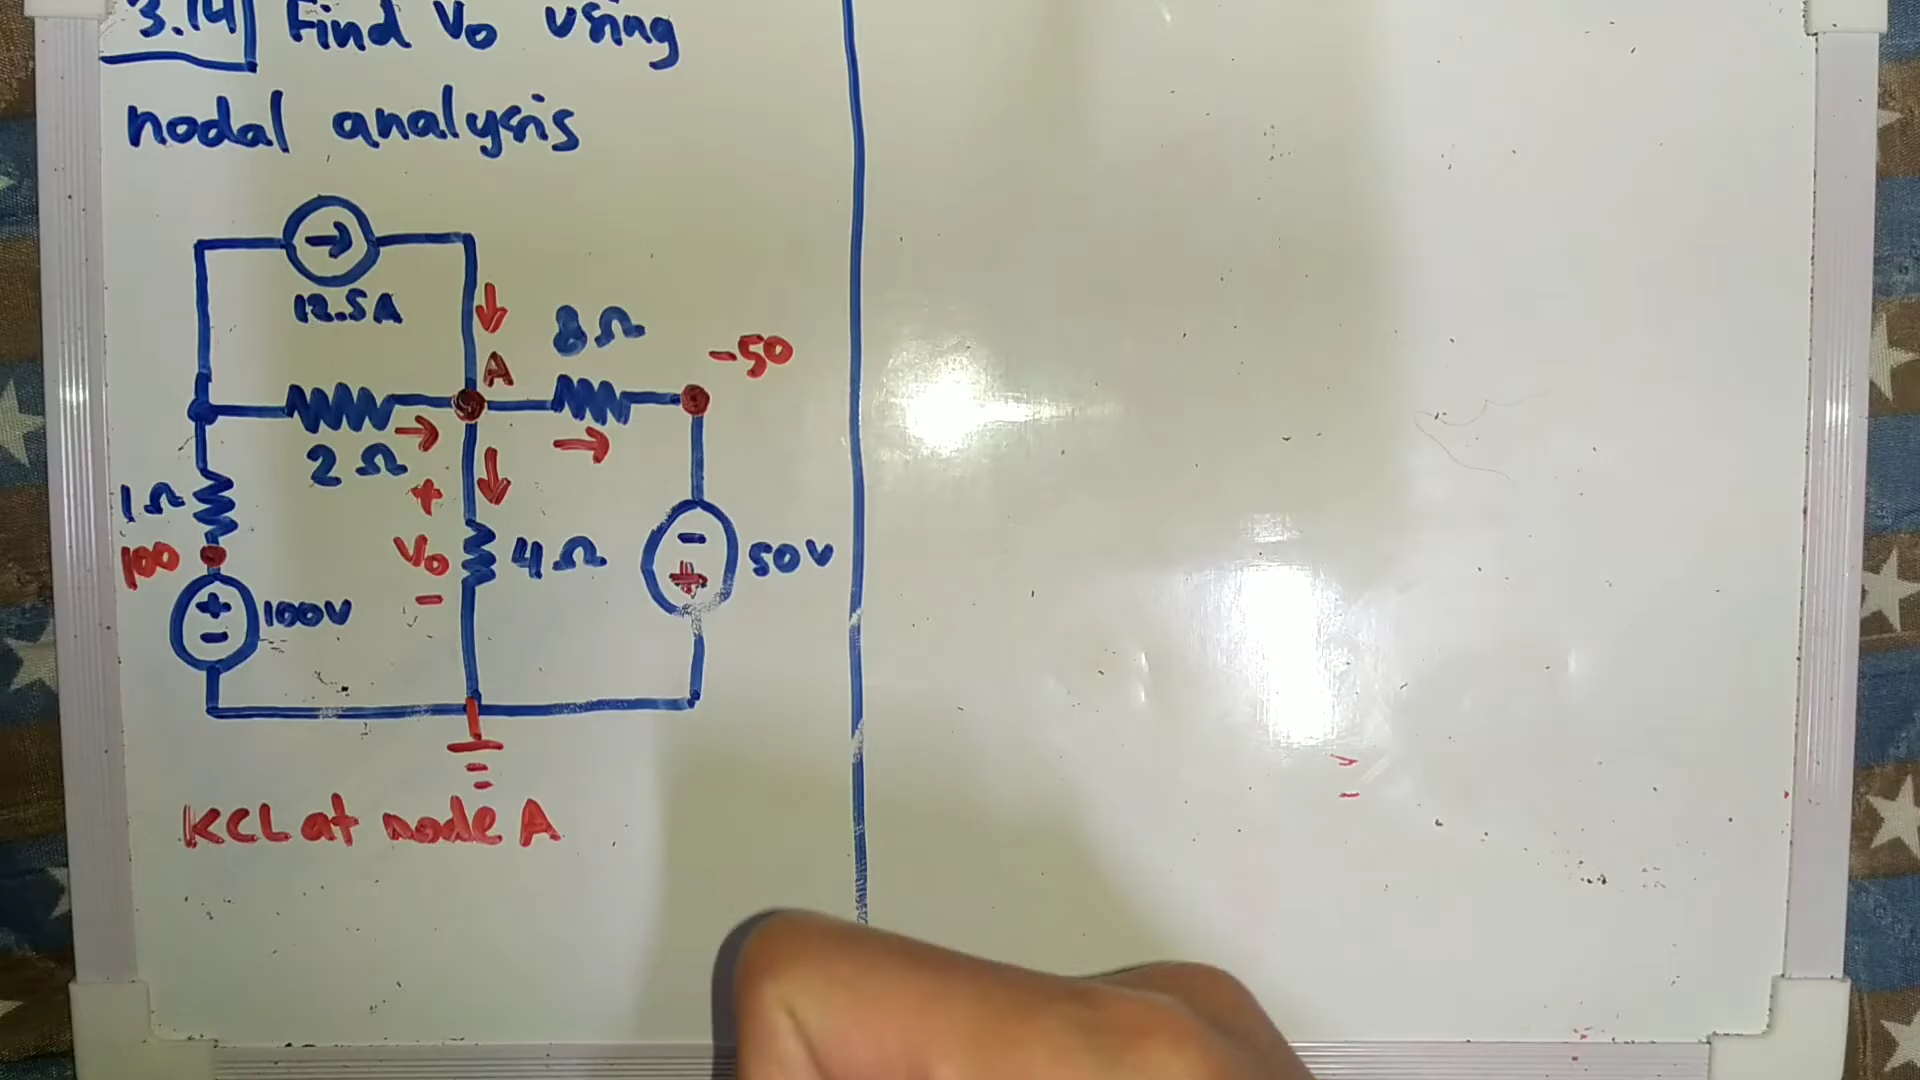 3.14 Find Vo using
nodal analysis
12.5A
8Ω
-50
A
2Ω
1Ω
+
100
Vo
4Ω
-
+
50V
+
-
100V
-
KCL at node A